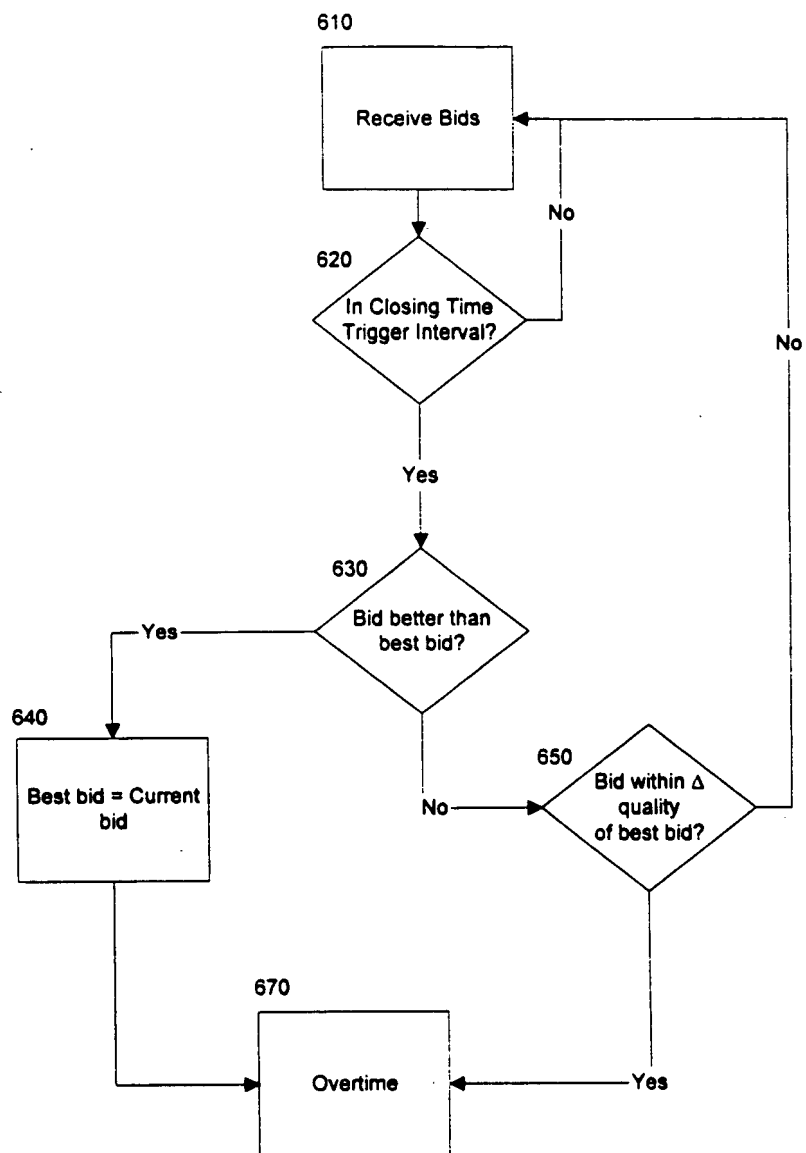 610
Receive Bids
No
620
In Closing Time
Trigger Interval?
No
Yes
630
Bid better than
best bid?
Yes
640
Best bid = Current
bid
650
Bid within Δ
quality
of best bid?
No
670
Overtime
Yes